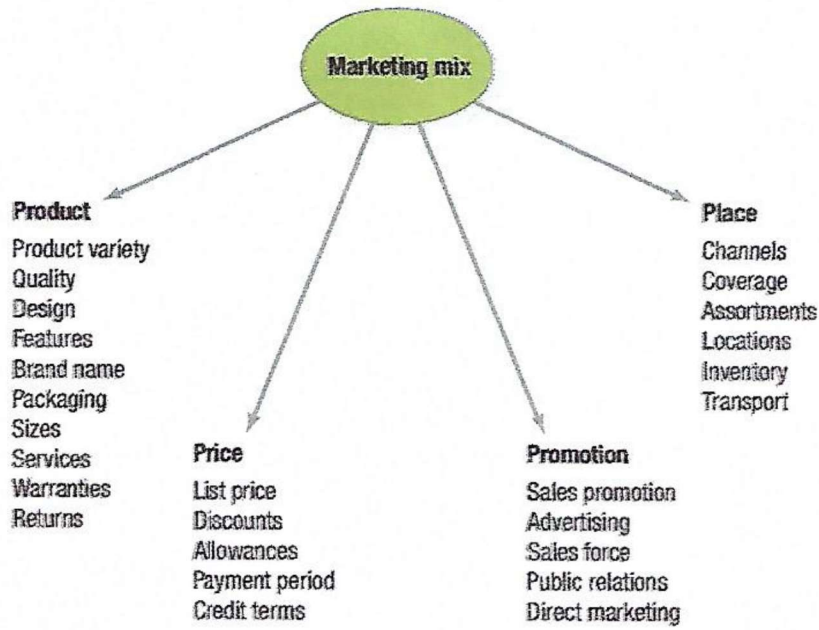 Marketing mix
Product
Product variety
Quality
Design
Features
Brand name
Packaging
Sizes
Services
Warranties
Returns
Price
List price
Discounts
Allowances
Payment period
Credit terms
Promotion
Sales promotion
Advertising
Sales force
Public relations
Direct marketing
Place
Channels
Coverage
Assortments
Locations
Inventory
Transport